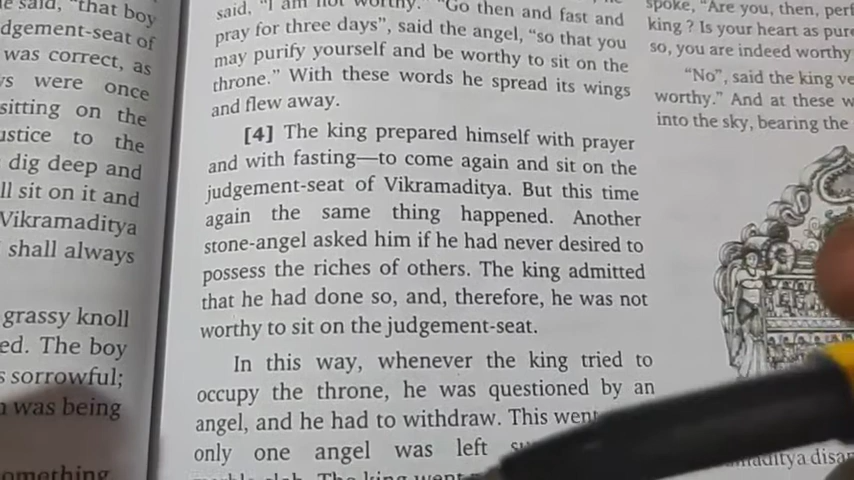 e said, "that boy
dgement-seat of
was correct, as
s were once
sitting on the
ustice to the
dig deep and
ll sit on it and
Vikramaditya
shall always
grassy knoll
ed. The boy
s sorrowful;
was being
omething
said, "I am not worthy." "Go then and fast and
pray for three days", said the angel, "so that you
may purify yourself and be worthy to sit on the
throne." With these words he spread its wings
and flew away.
[4] The king prepared himself with prayer
and with fasting—to come again and sit on the
judgement-seat of Vikramaditya. But this time
again the same thing happened. Another
stone-angel asked him if he had never desired to
possess the riches of others. The king admitted
that he had done so, and, therefore, he was not
worthy to sit on the judgement-seat.
In this way, whenever the king tried to
occupy the throne, he was questioned by an
angel, and he had to withdraw. This went
only one angel was left
The king went
spoke, "Are you, then, perf
king ? Is your heart as pure
so, you are indeed worthy
"No", said the king ve
worthy." And at these w
into the sky, bearing the
aditya disa